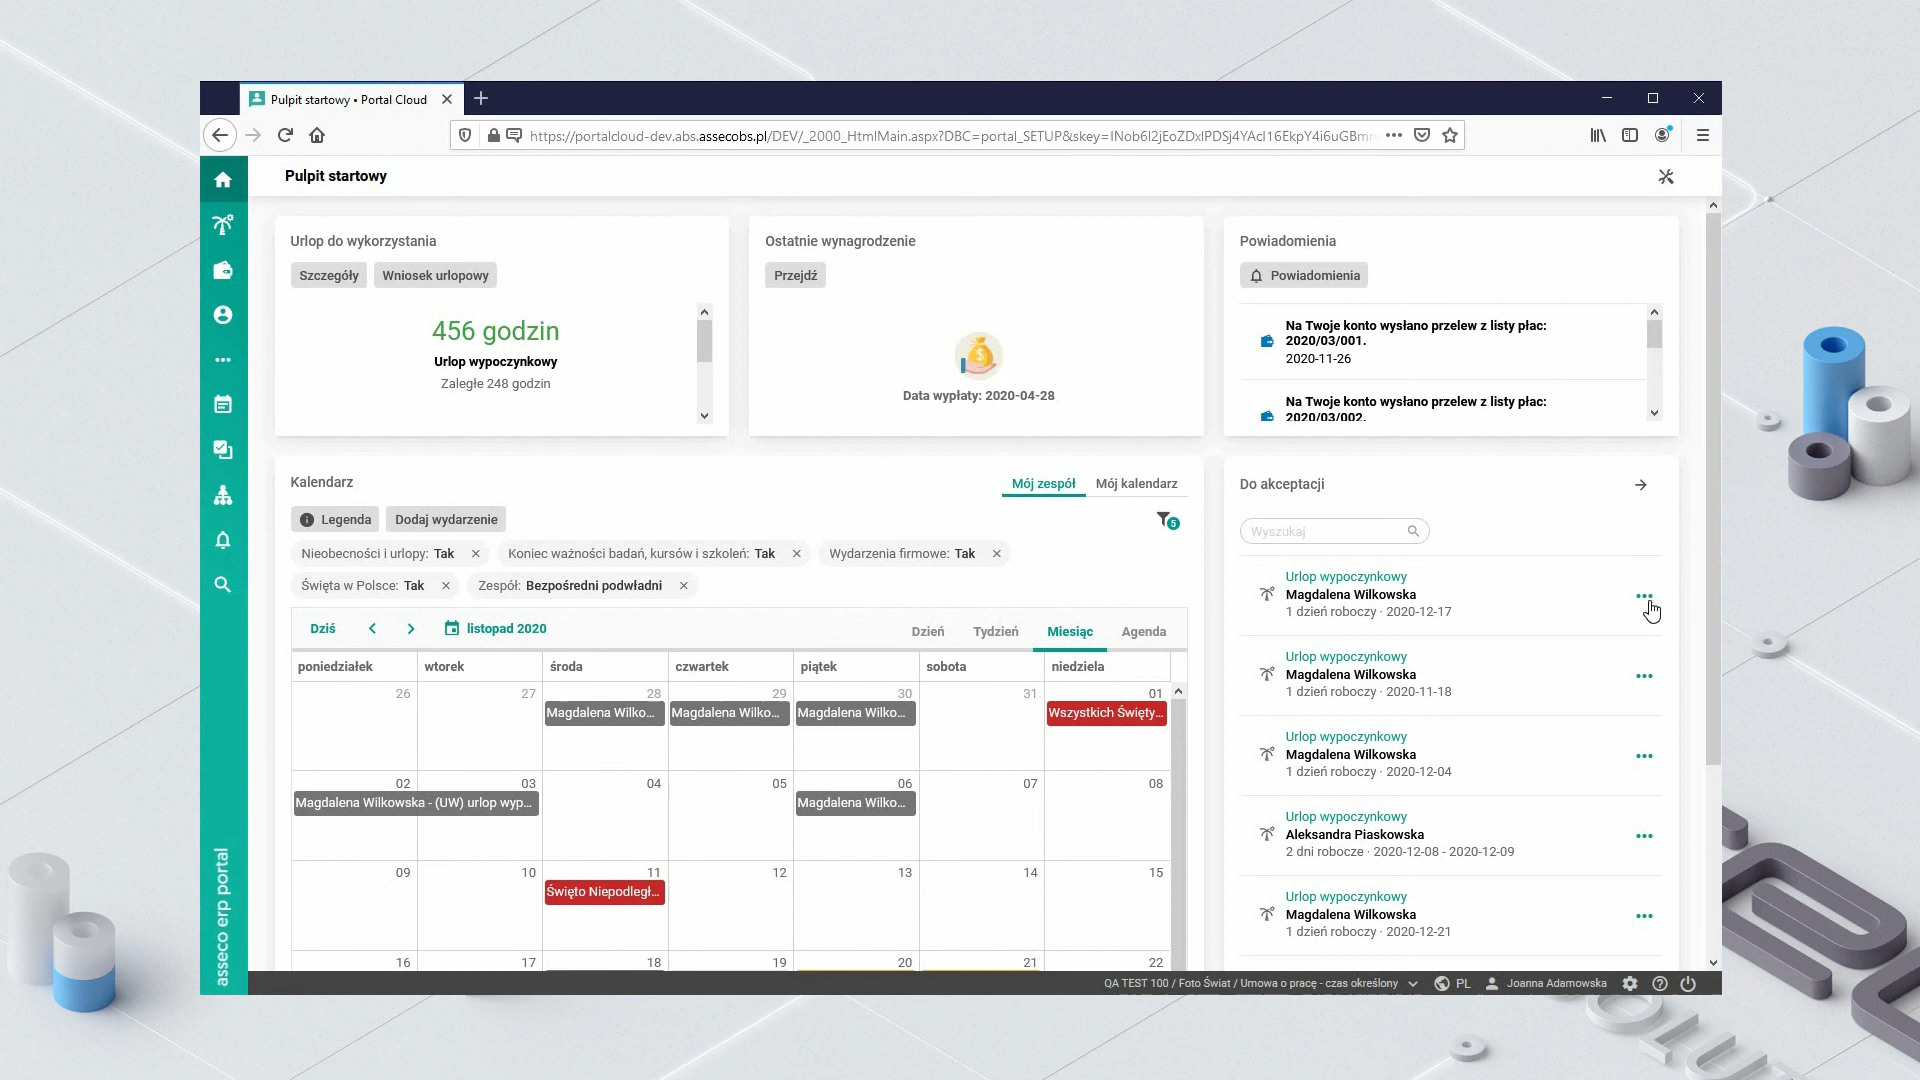 Pulpit startowy • Portal Cloud
https://portalcloud-dev.abs.assecobs.pl/DEV/_2000_HtmlMain.aspx?DBC=portal_SETUP&skey=
Pulpit startowy
Urlop do wykorzystania
Szczegóły
Wniosek urlopowy
456 godzin
Urlop wypoczynkowy
Zaległe 248 godzin
Ostatnie wynagrodzenie
Przejdź
Data wypłaty: 2020-04-28
Powiadomienia
Powiadomienia
Na Twoje konto wysłano przelew z listy płac:
2020/03/001.
2020-11-26
Na Twoje konto wysłano przelew z listy płac:
2020/03/002.
Kalendarz
Mój zespół
Mój kalendarz
Legenda
Dodaj wydarzenie
5
Nieobecności i urlopy: Tak
Koniec ważności badań, kursów i szkoleń: Tak
Wydarzenia firmowe: Tak
Święta w Polsce: Tak
Zespół: Bezpośredni podwładni
Dziś
listopad 2020
Dzień
Tydzień
Miesiąc
Agenda
poniedziałek wtorek środa czwartek piątek sobota niedziela
26 27 28 29 30 31 01
Magdalena Wilko...
Magdalena Wilko...
Magdalena Wilko...
Wszystkich Święty...
02 03 04 05 06 07 08
Magdalena Wilkowska - (UW) urlop wyp...
Magdalena Wilko...
09 10 11 12 13 14 15
Święto Niepodległ...
16 17 18 19 20 21 22
Do akceptacji
Wyszukaj
Urlop wypoczynkowy
Magdalena Wilkowska
1 dzień roboczy · 2020-12-17
Urlop wypoczynkowy
Magdalena Wilkowska
1 dzień roboczy · 2020-11-18
Urlop wypoczynkowy
Magdalena Wilkowska
1 dzień roboczy · 2020-12-04
Urlop wypoczynkowy
Aleksandra Piaskowska
2 dni robocze · 2020-12-08 - 2020-12-09
Urlop wypoczynkowy
Magdalena Wilkowska
1 dzień roboczy · 2020-12-21
asseco erp portal
QA TEST 100 / Foto Świat / Umowa o pracę - czas określony
PL
Joanna Adamowska